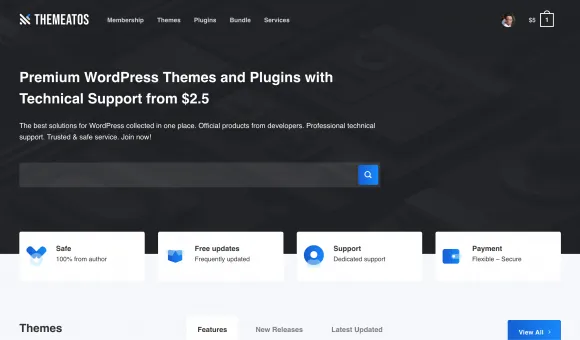 THEMEATOS
Membership Themes Plugins Bundle Services
$5 1
Premium WordPress Themes and Plugins with
Technical Support from $2.5
The best solutions for WordPress collected in one place. Official products from developers. Professional technical
support. Trusted & safe service. Join now!
Safe
100% from author
Free updates
Frequently updated
Support
Dedicated support
Payment
Flexible – Secure
Themes
Features New Releases Latest Updated
View All